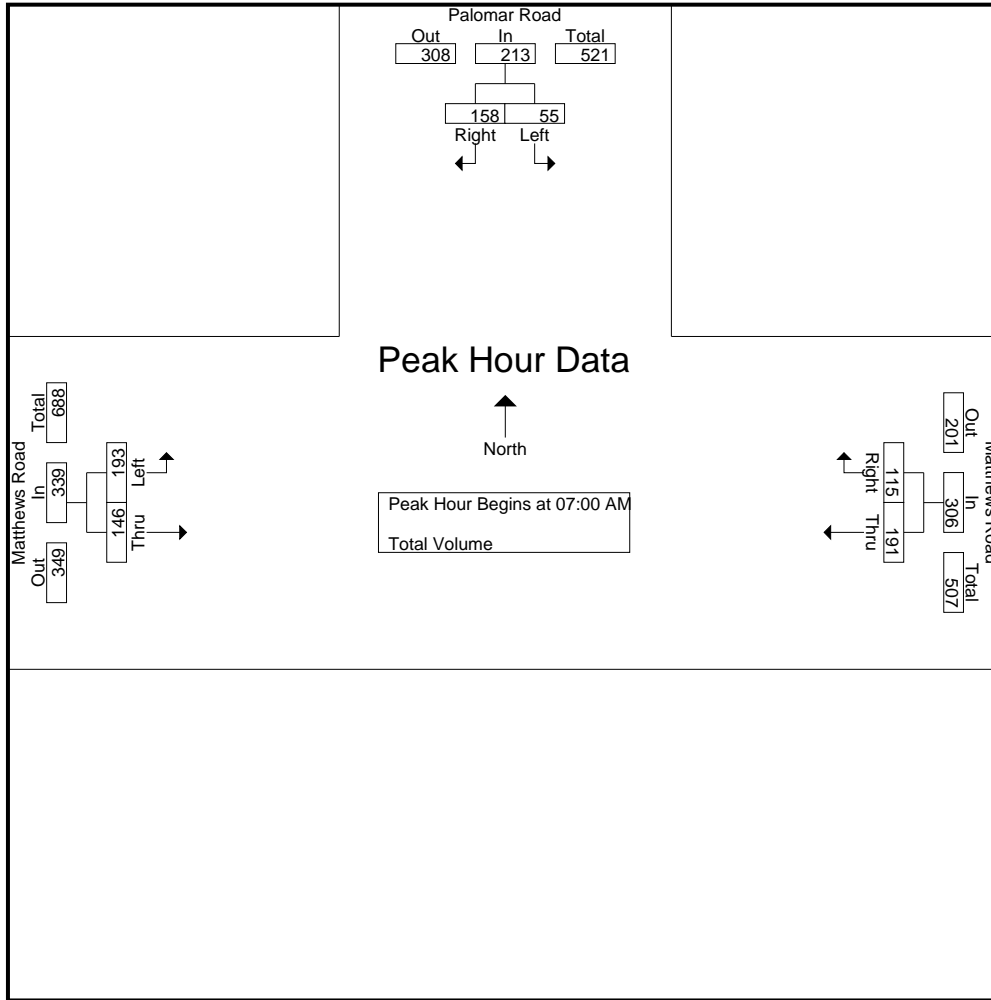 Palomar Road
Out In Total
308 213 521
158 55
Right Left
Peak Hour Data
North
Peak Hour Begins at 07:00 AM
Total Volume
Matthews Road
Out In Total
349 339 688
146 193
Thru Left
Matthews Road
Out In Total
201 306 507
115 191
Right Thru